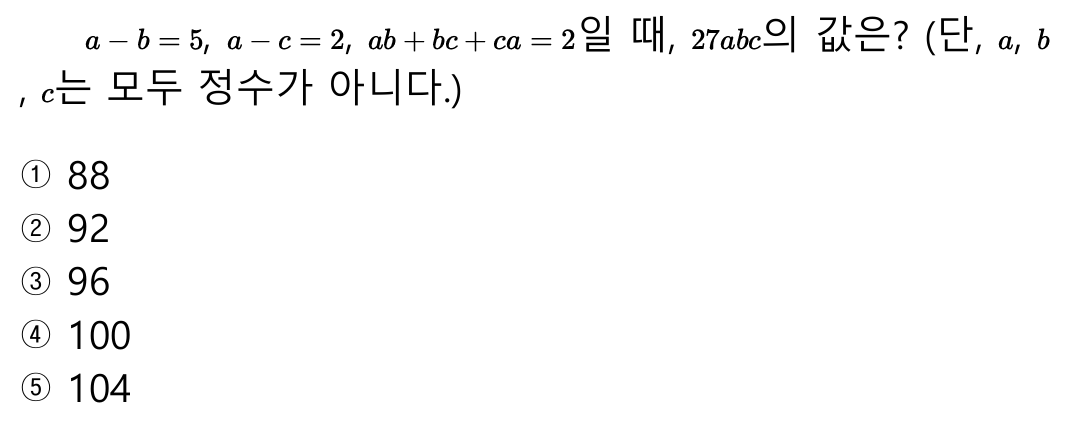 a − b = 5, a − c = 2, ab + bc + ca = 2일 때, 27abc의 값은? (단, a, b
, c는 모두 정수가 아니다.)
① 88
② 92
③ 96
④ 100
⑤ 104